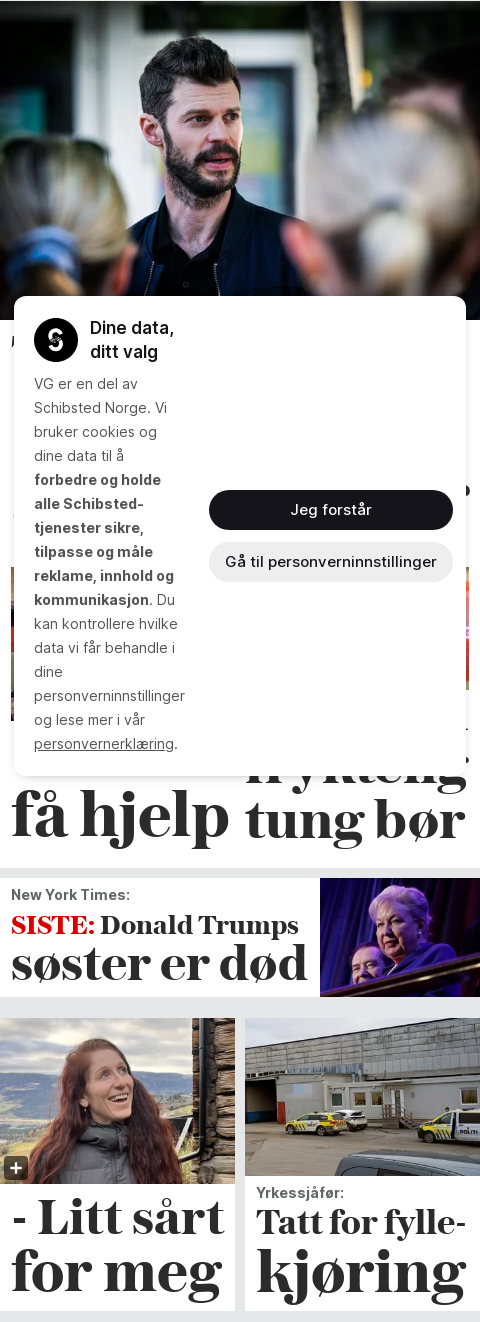 Dine data,
ditt valg
VG er en del av
Schibsted Norge. Vi
bruker cookies og
dine data til å
forbedre og holde
alle Schibsted-
tjenester sikre,
tilpasse og måle
reklame, innhold og
kommunikasjon. Du
kan kontrollere hvilke
data vi får behandle i
dine
personverninnstillinger
og lese mer i vår
personvernerklæring.
Jeg forstår
Gå til personverninnstillinger
få hjelp
tung bør
New York Times:
SISTE: Donald Trumps
søster er død
- Litt sårt
for meg
Yrkessjåfør:
Tatt for fylle-
kjøring
POLITI